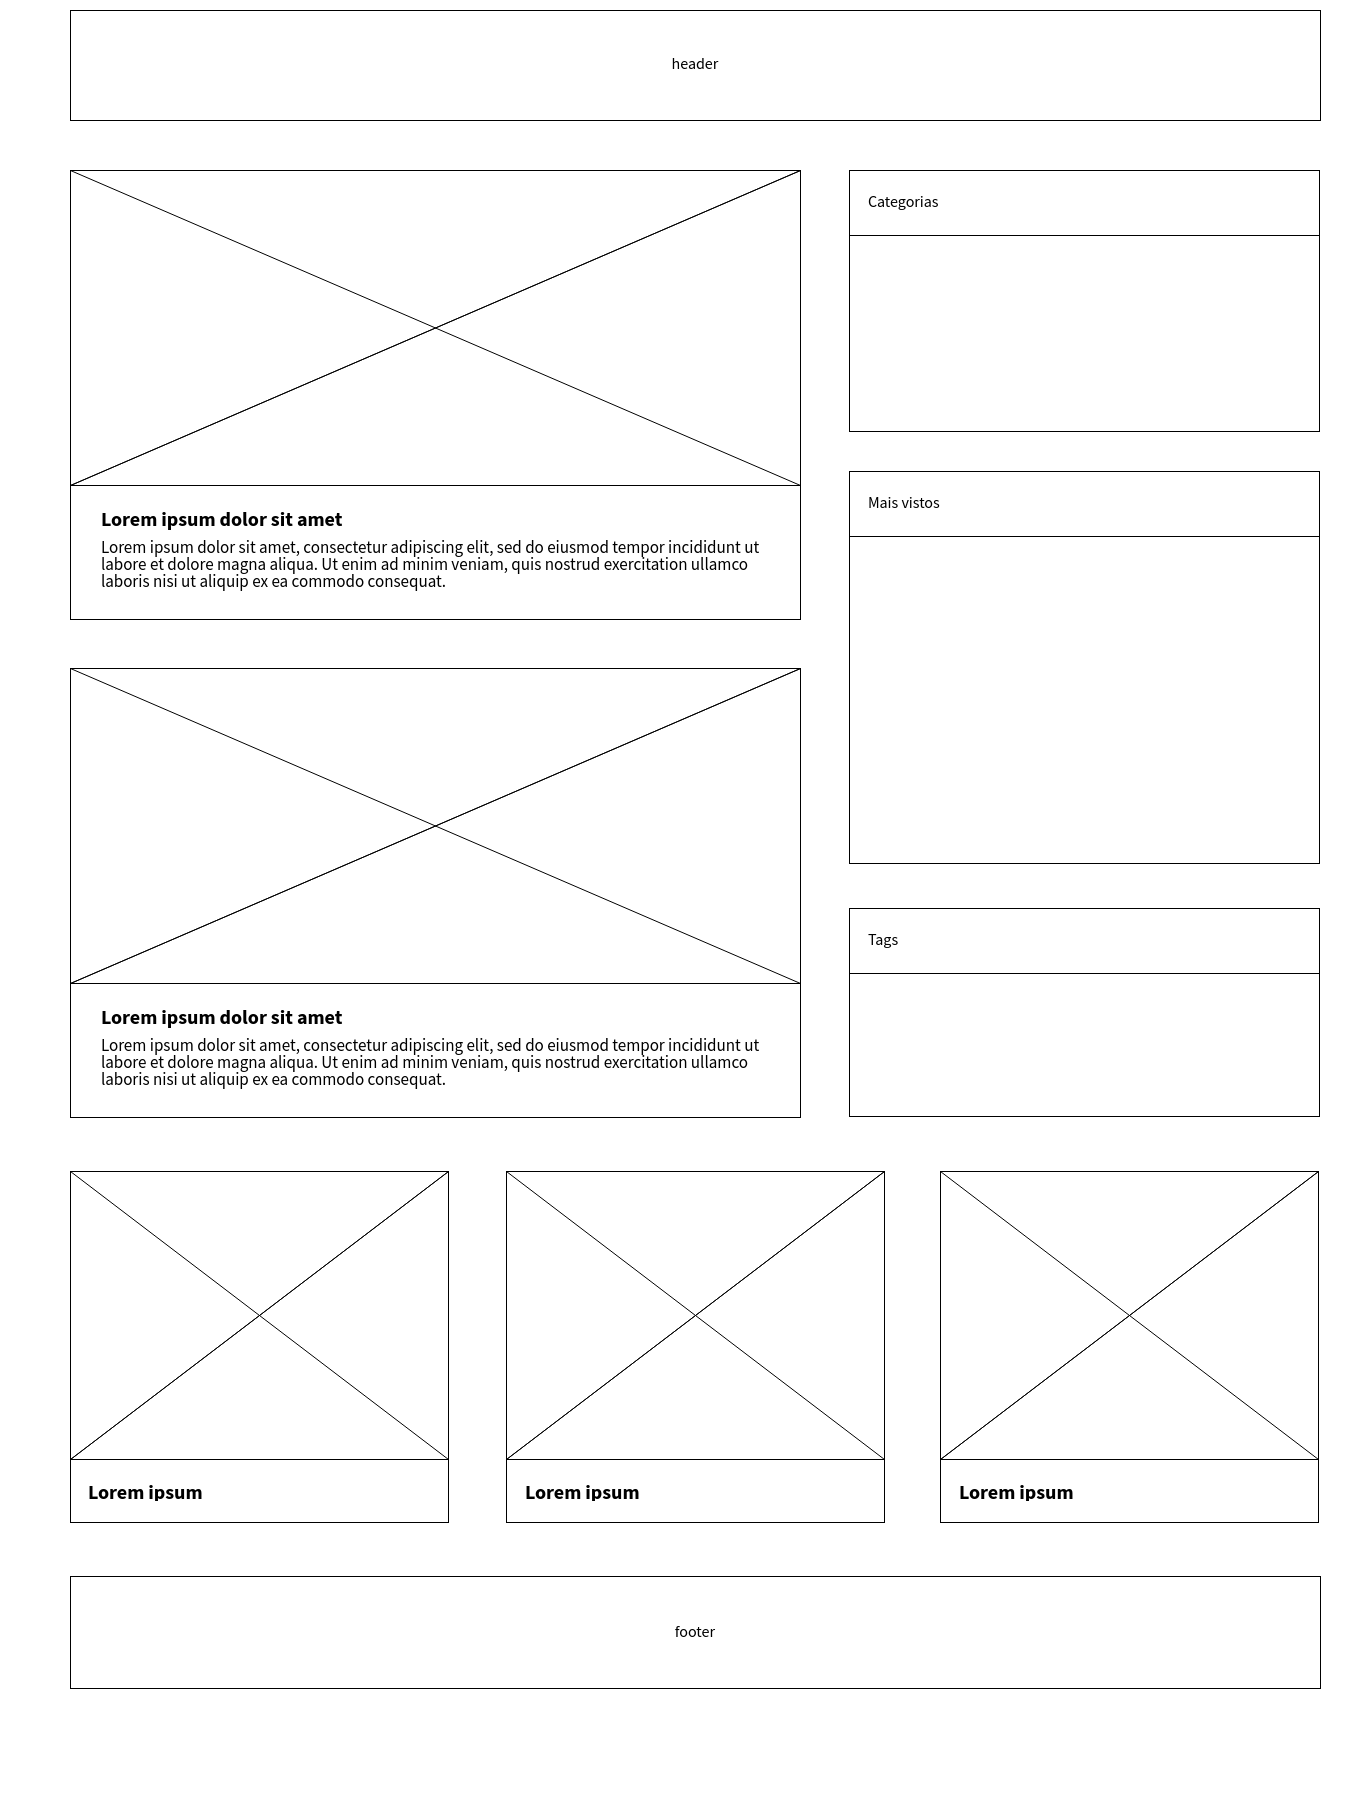 header
Lorem ipsum dolor sit amet
Lorem ipsum dolor sit amet, consectetur adipiscing elit, sed do eiusmod tempor incididunt ut
labore et dolore magna aliqua. Ut enim ad minim veniam, quis nostrud exercitation ullamco
laboris nisi ut aliquip ex ea commodo consequat.
Lorem ipsum dolor sit amet
Lorem ipsum dolor sit amet, consectetur adipiscing elit, sed do eiusmod tempor incididunt ut
labore et dolore magna aliqua. Ut enim ad minim veniam, quis nostrud exercitation ullamco
laboris nisi ut aliquip ex ea commodo consequat.
Categorias
Mais vistos
Tags
Lorem ipsum
Lorem ipsum
Lorem ipsum
footer